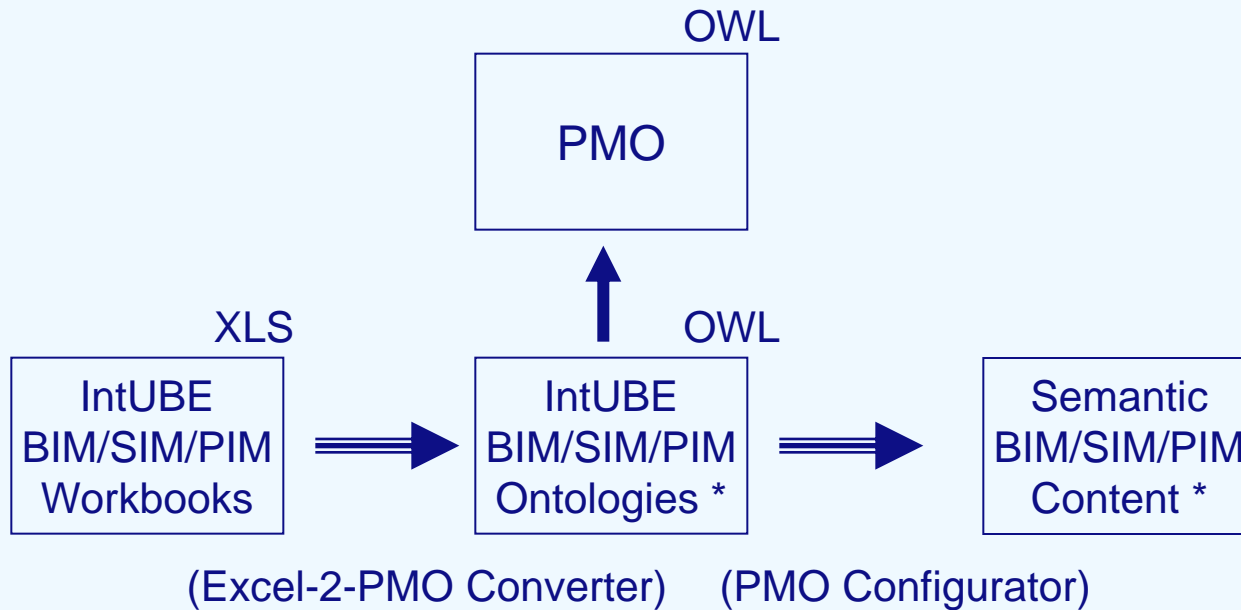 OWL
PMO
XLS
OWL
IntUBE
BIM/SIM/PIM
Workbooks
IntUBE
BIM/SIM/PIM
Ontologies *
Semantic
BIM/SIM/PIM
Content *
(Excel-2-PMO Converter)
(PMO Configurator)